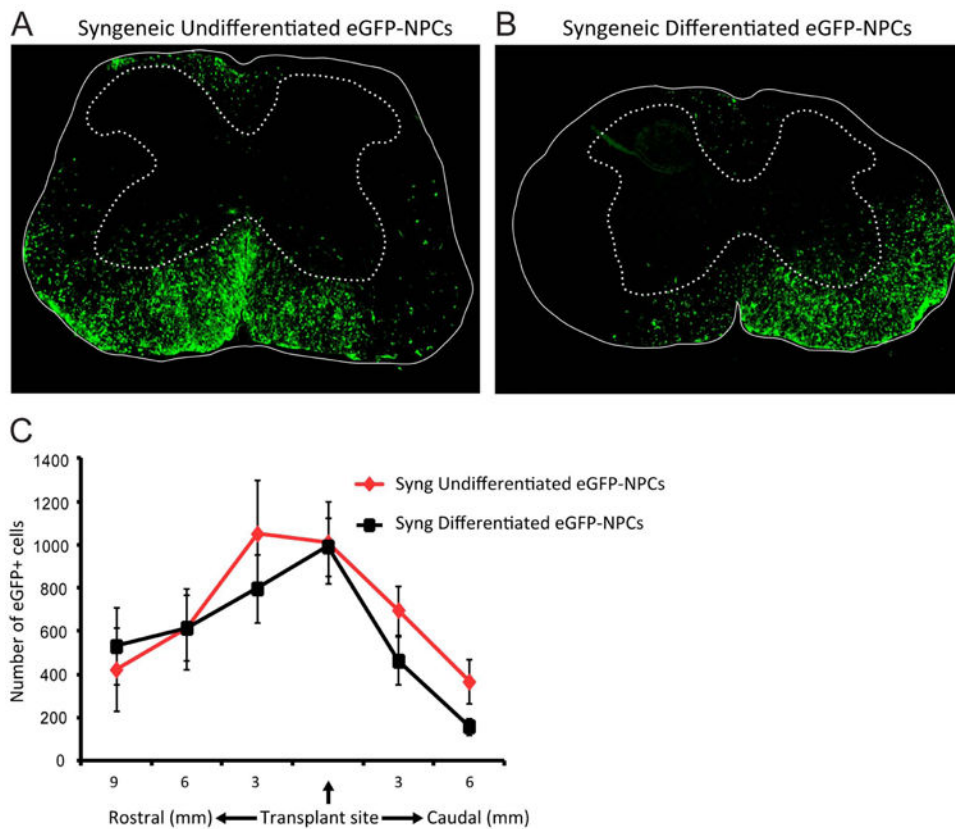 A
Syngeneic Undifferentiated eGFP-NPCs
B
Syngeneic Differentiated eGFP-NPCs
C
Number of eGFP+ cells
1400
1200
1000
800
600
400
200
0
Syng Undifferentiated eGFP-NPCs
Syng Differentiated eGFP-NPCs
9 6 3 3 6
Rostral (mm) Transplant site Caudal (mm)